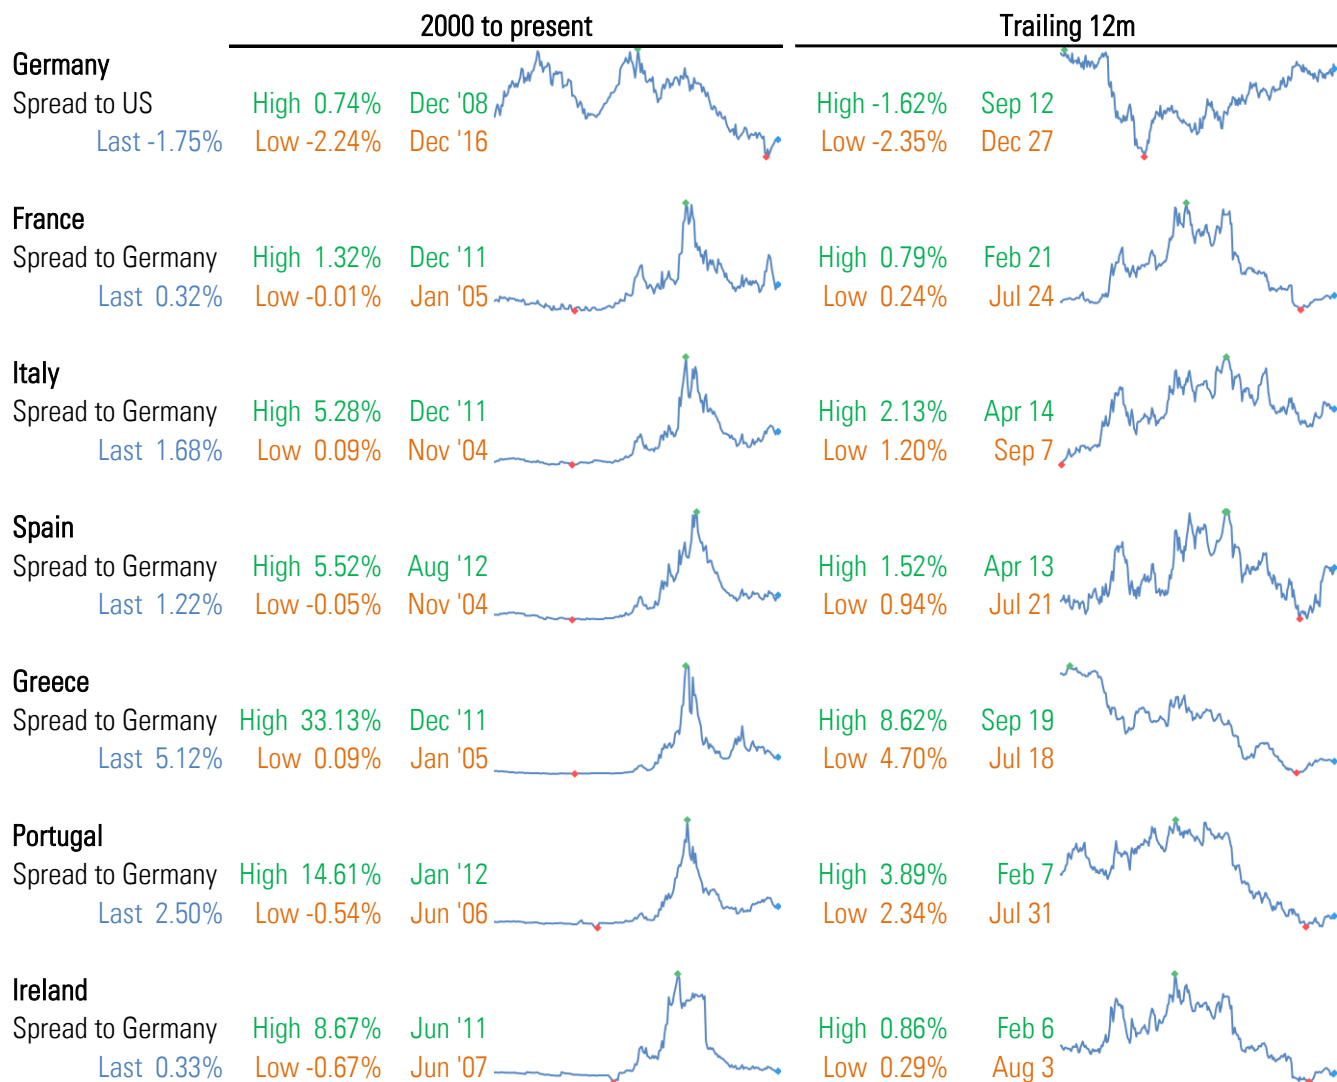 2000 to present Trailing 12m
Germany
Spread to US High 0.74% Dec '08 High -1.62% Sep 12
Last -1.75% Low -2.24% Dec '16 Low -2.35% Dec 27
France
Spread to Germany High 1.32% Dec '11 High 0.79% Feb 21
Last 0.32% Low -0.01% Jan '05 Low 0.24% Jul 24
Italy
Spread to Germany High 5.28% Dec '11 High 2.13% Apr 14
Last 1.68% Low 0.09% Nov '04 Low 1.20% Sep 7
Spain
Spread to Germany High 5.52% Aug '12 High 1.52% Apr 13
Last 1.22% Low -0.05% Nov '04 Low 0.94% Jul 21
Greece
Spread to Germany High 33.13% Dec '11 High 8.62% Sep 19
Last 5.12% Low 0.09% Jan '05 Low 4.70% Jul 18
Portugal
Spread to Germany High 14.61% Jan '12 High 3.89% Feb 7
Last 2.50% Low -0.54% Jun '06 Low 2.34% Jul 31
Ireland
Spread to Germany High 8.67% Jun '11 High 0.86% Feb 6
Last 0.33% Low -0.67% Jun '07 Low 0.29% Aug 3